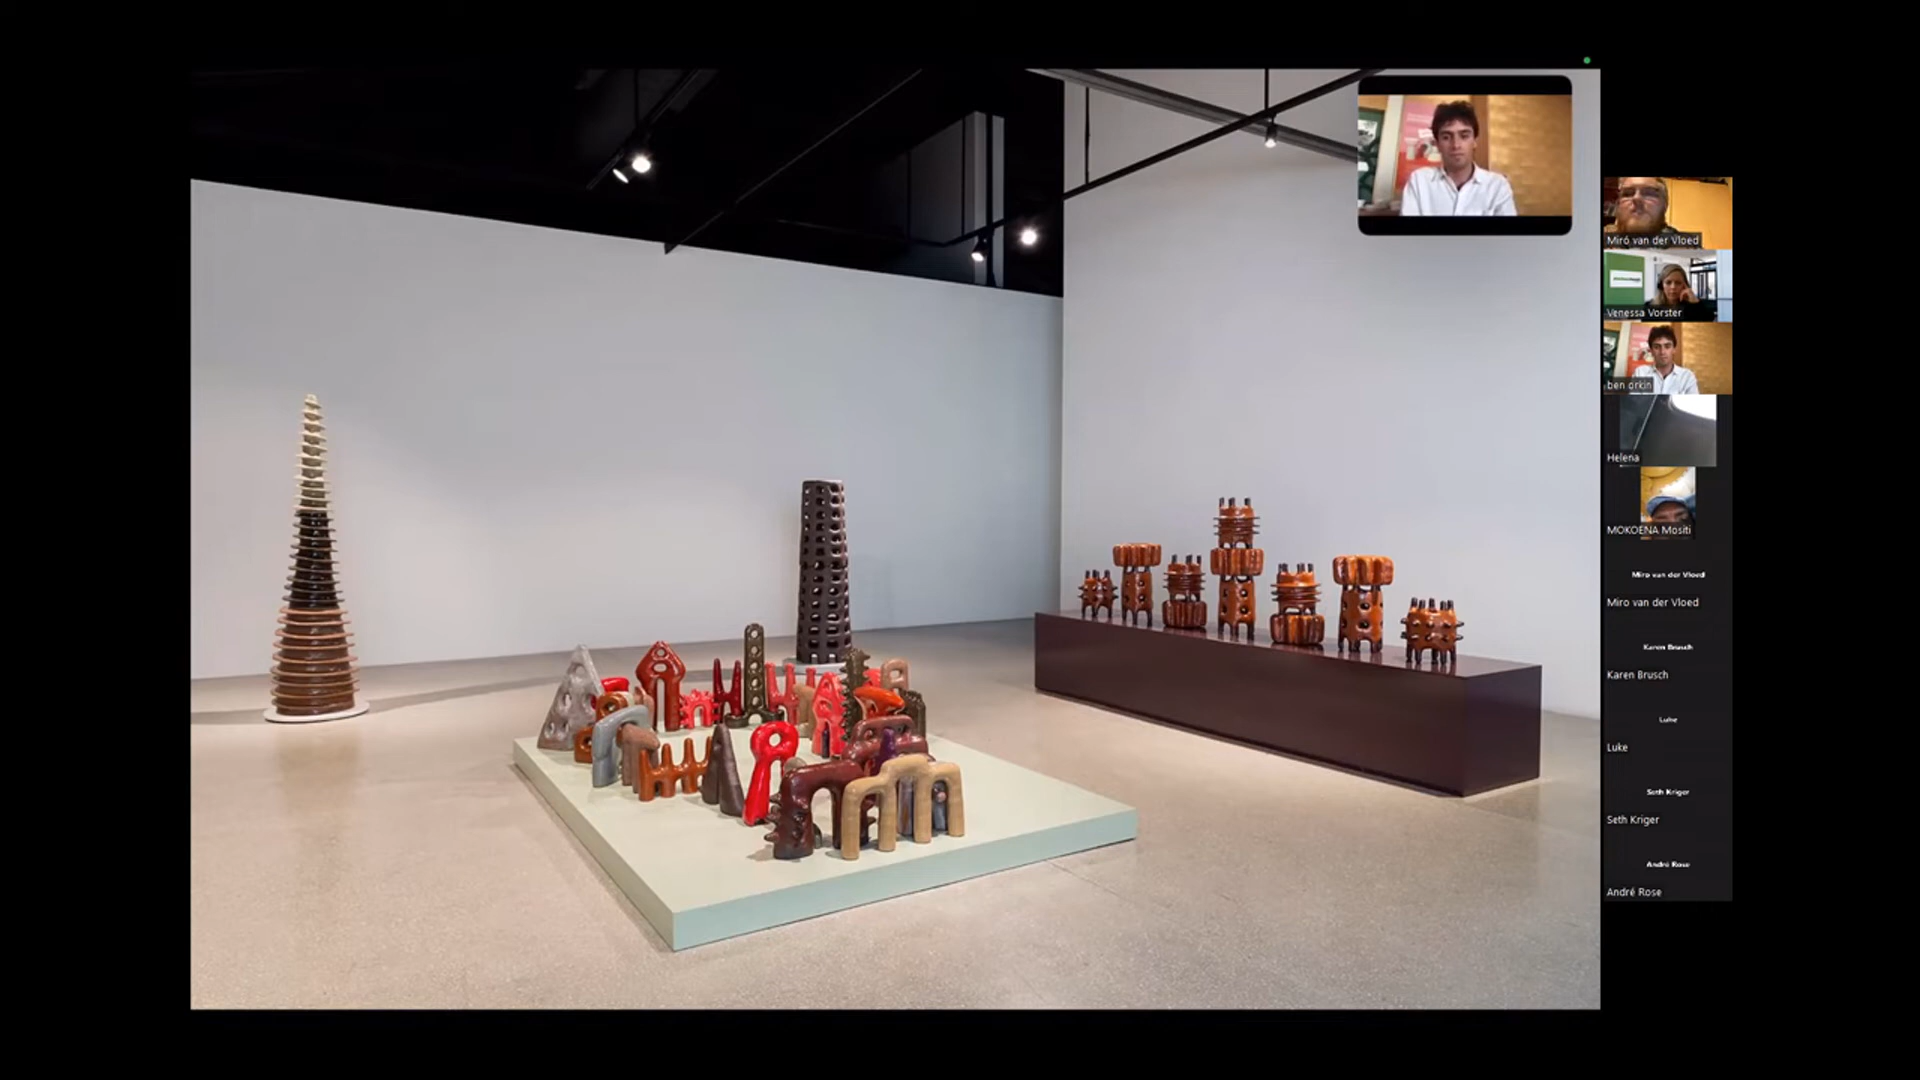 Miró van der Vloed
Venessa Vorster
ben orkin
Helena
MOKOENA Mositi
Miro van der Vloed
Miro van der Vloed
Karen Brusch
Karen Brusch
Luke
Luke
Seth Kriger
Seth Kriger
André Rose
André Rose